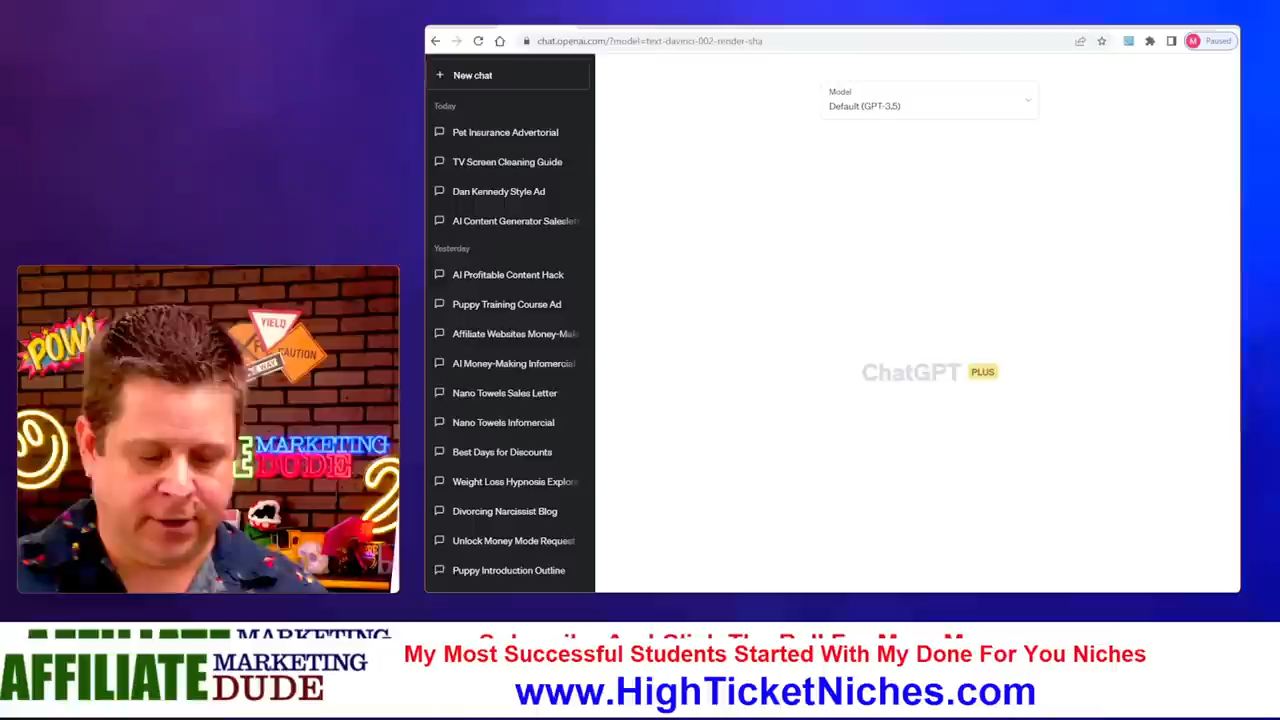 chat.openai.com/?model=text-davinci-002-render-sha
M Paused
+ New chat
Today
Pet Insurance Advertorial
TV Screen Cleaning Guide
Dan Kennedy Style Ad
AI Content Generator Saleslet
Yesterday
AI Profitable Content Hack
Puppy Training Course Ad
Affiliate Websites Money-Mak
AI Money-Making Infomercial
Nano Towels Sales Letter
Nano Towels Infomercial
Best Days for Discounts
Weight Loss Hypnosis Explor
Divorcing Narcissist Blog
Unlock Money Mode Request
Puppy Introduction Outline
Model
Default (GPT-3.5)
ChatGPT PLUS
POW!
YIELD
CAUTION
WAY
E MARKETING
DUDE
2
MARKETING
AFFILIATE MARKETING
DUDE
My Most Successful Students Started With My Done For You Niches
www.HighTicketNiches.com